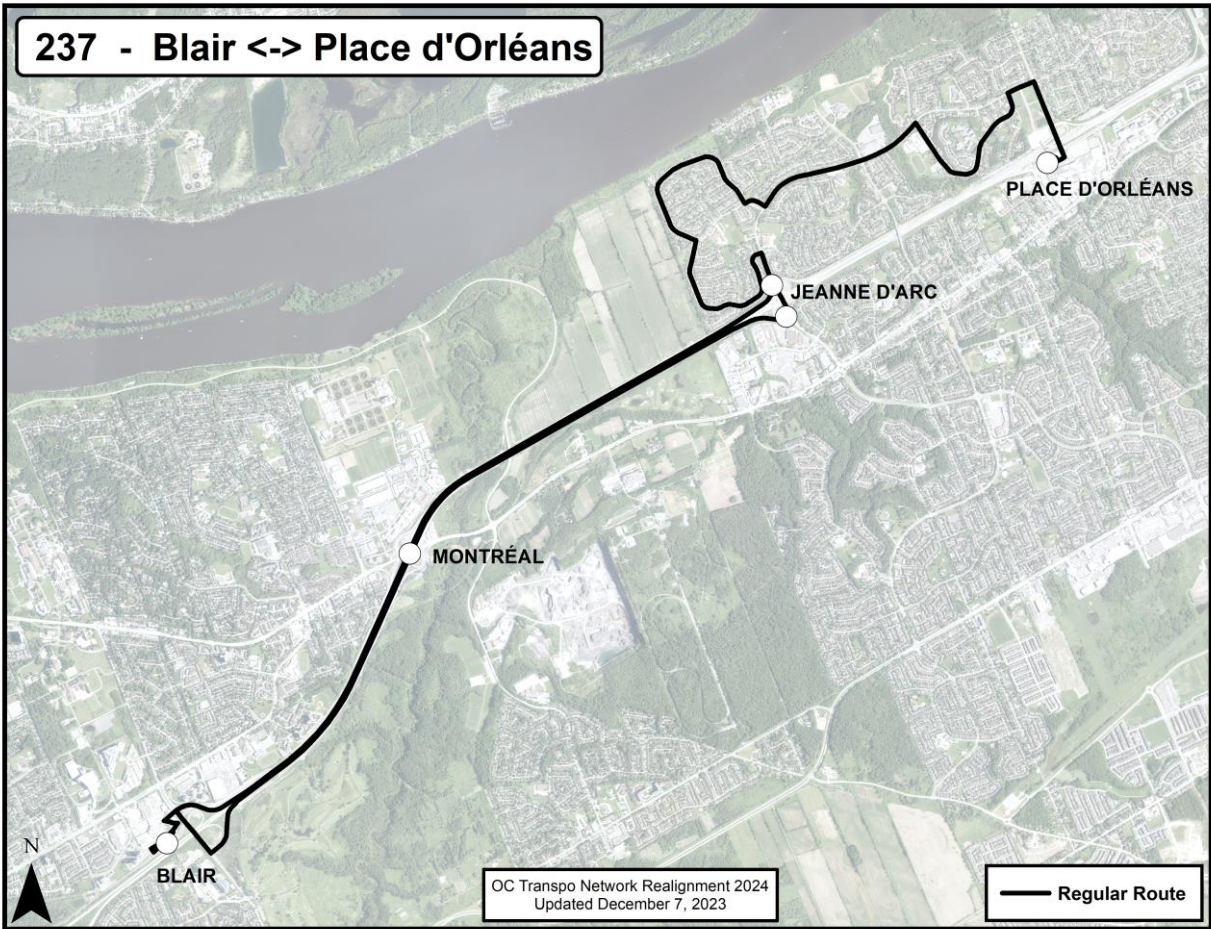 237 - Blair <-> Place d'Orléans
PLACE D'ORLÉANS
JEANNE D'ARC
MONTRÉAL
BLAIR
N
OC Transpo Network Realignment 2024
Updated December 7, 2023
Regular Route